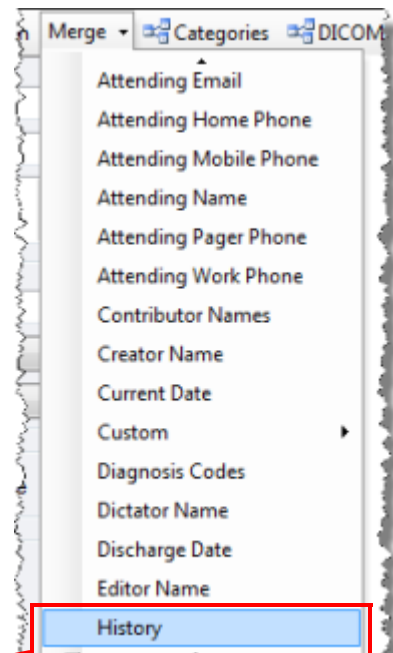 Merge Categories DICOM
Attending Email
Attending Home Phone
Attending Mobile Phone
Attending Name
Attending Pager Phone
Attending Work Phone
Contributor Names
Creator Name
Current Date
Custom
Diagnosis Codes
Dictator Name
Discharge Date
Editor Name
History